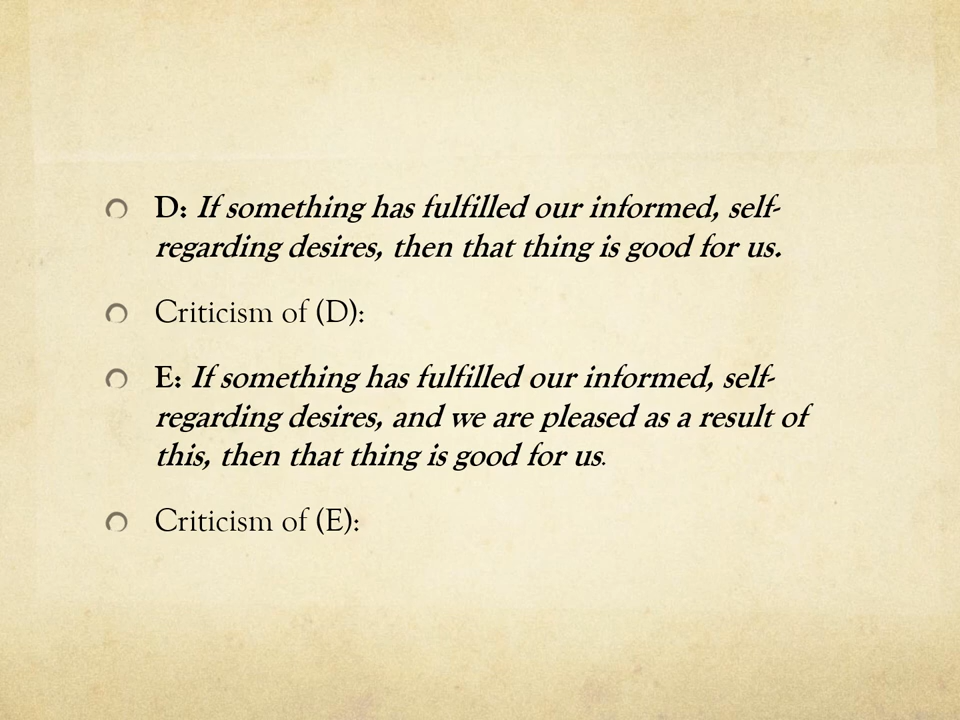 D: If something has fulfilled our informed, self-
regarding desires, then that thing is good for us.
Criticism of (D):
E: If something has fulfilled our informed, self-
regarding desires, and we are pleased as a result of
this, then that thing is good for us.
Criticism of (E):